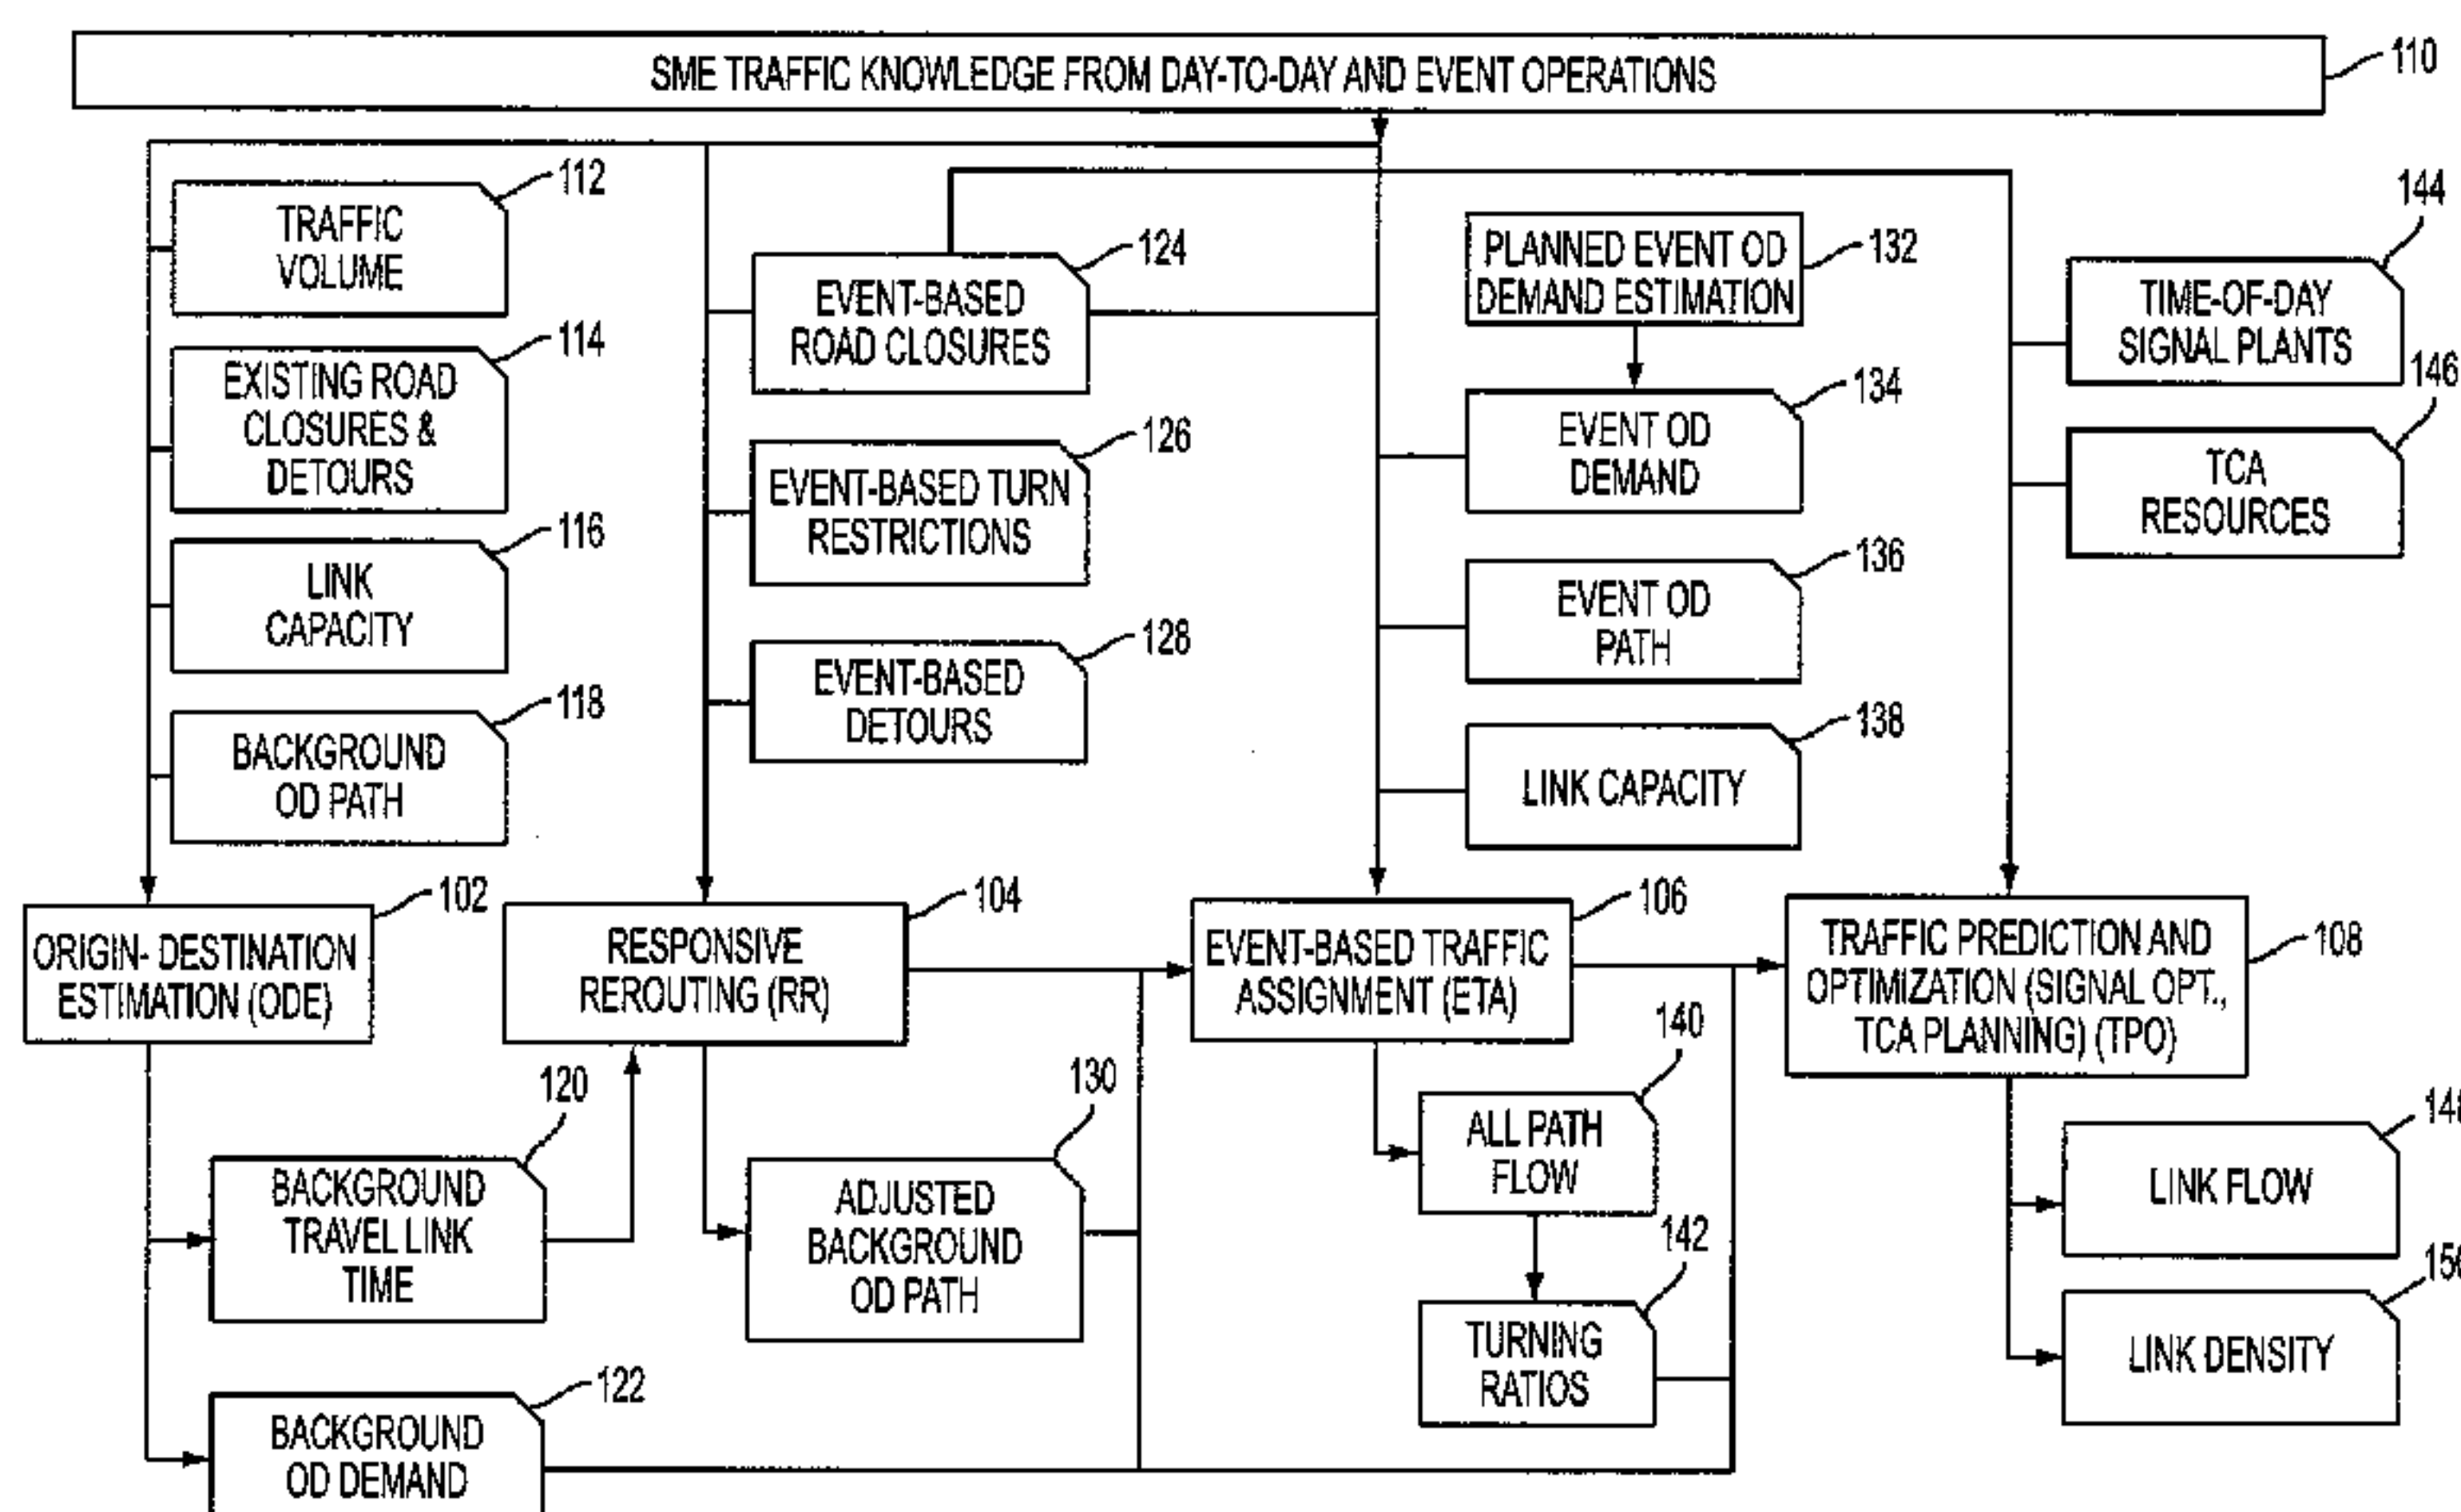 SME TRAFFIC KNOWLEDGE FROM DAY-TO-DAY AND EVENT OPERATIONS
110
TRAFFIC
VOLUME
112
EXISTING ROAD
CLOSURES &
DETOURS
114
LINK
CAPACITY
116
BACKGROUND
OD PATH
118
EVENT-BASED
ROAD CLOSURES
124
EVENT-BASED TURN
RESTRICTIONS
126
EVENT-BASED
DETOURS
128
PLANNED EVENT OD
DEMAND ESTIMATION
132
EVENT OD
DEMAND
134
EVENT OD
PATH
136
LINK CAPACITY
138
144
TIME-OF-DAY
SIGNAL PLANTS
146
TCA
RESOURCES
ORIGIN- DESTINATION
ESTIMATION (ODE)
102
RESPONSIVE
REROUTING (RR)
104
EVENT-BASED TRAFFIC
ASSIGNMENT (ETA)
106
TRAFFIC PREDICTION AND
OPTIMIZATION (SIGNAL OPT.,
TCA PLANNING) (TPO)
108
120
BACKGROUND
TRAVEL LINK
TIME
122
BACKGROUND
OD DEMAND
130
ADJUSTED
BACKGROUND
OD PATH
140
ALL PATH
FLOW
142
TURNING
RATIOS
LINK FLOW
LINK DENSITY